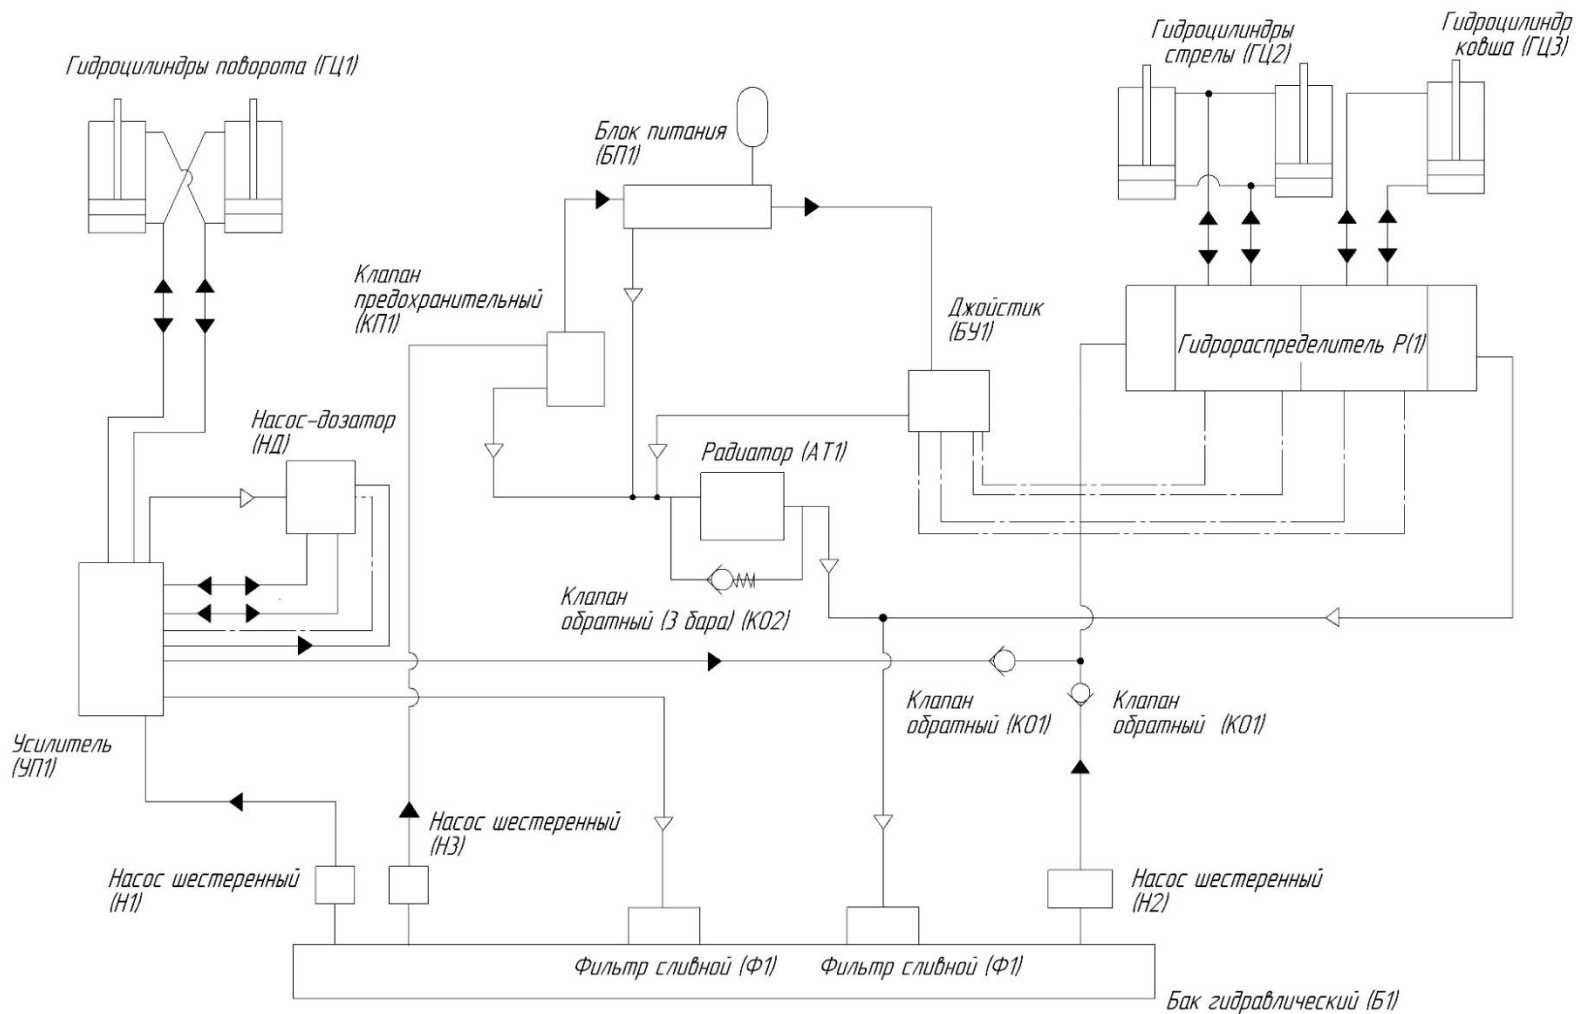 Гидроцилиндры поворота (ГЦ1)
Блок питания
(БП1)
Гидроцилиндры
стрелы (ГЦ2)
Гидроцилиндр
ковша (ГЦ3)
Клапан
предохранительный
(КП1)
Джойстик
(БУ1)
Гидрораспределитель Р(1)
Насос-дозатор
(НД)
Радиатор (АТ1)
Клапан
обратный (3 бара) (КО2)
Клапан
обратный (КО1)
Клапан
обратный (КО1)
Усилитель
(УП1)
Насос шестеренный
(Н3)
Насос шестеренный
(Н1)
Насос шестеренный
(Н2)
Фильтр сливной (Ф1)
Фильтр сливной (Ф1)
Бак гидравлический (Б1)